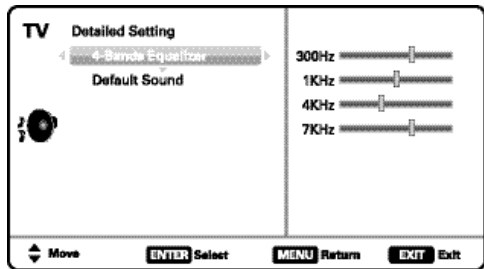 TV Detailed Setting
4-Bands Equalizer
Default Sound
300Hz
1KHz
4KHz
7KHz
Move ENTER Select MENU Return EXIT Exit